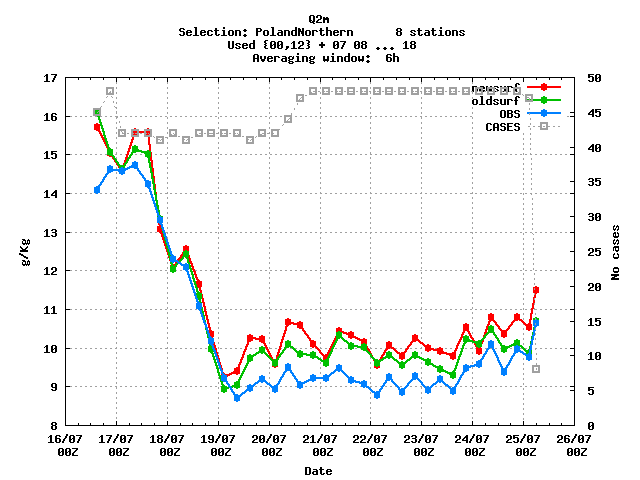 Q2m
Selection: PolandNorthern 8 stations
Used {00,12} + 07 08 ... 18
Averaging window: 6h
17 50
newsurf
oldsurf
OBS
CASES
16 45
15 40
14 35
13 30
12 25
11 20
10 15
9 10
8 5
0
g/Kg
No cases
16/07 17/07 18/07 19/07 20/07 21/07 22/07 23/07 24/07 25/07 26/07
00Z 00Z 00Z 00Z 00Z 00Z 00Z 00Z 00Z 00Z 00Z
Date